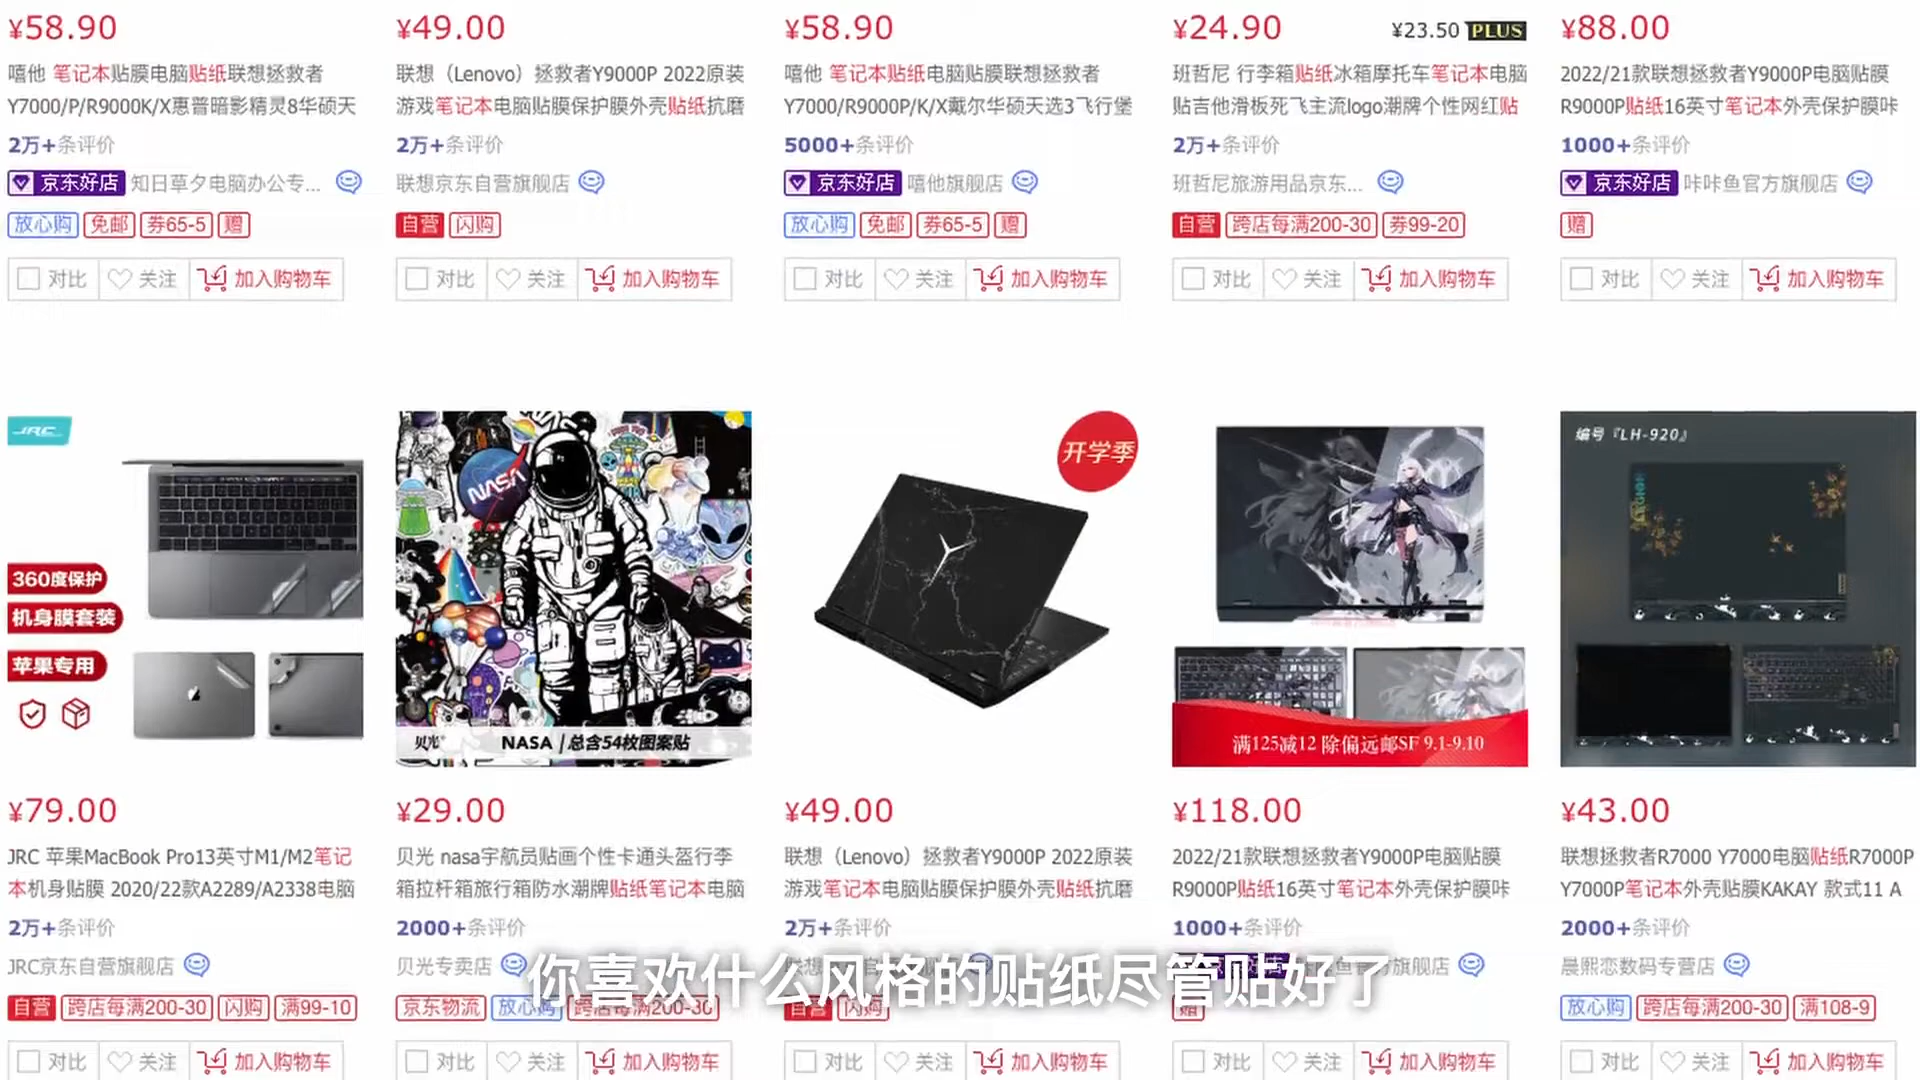 ¥58.90
嘻他 笔记本贴膜电脑贴纸联想拯救者
Y7000/P/R9000K/X惠普暗影精灵8华硕天
2万+条评价
京东好店 知日草夕电脑办公专...
放心购 免邮 券65-5 赠
对比 关注 加入购物车
¥49.00
联想（Lenovo）拯救者Y9000P 2022原装
游戏笔记本电脑贴膜保护膜外壳贴纸抗磨
2万+条评价
联想京东自营旗舰店
自营 闪购
对比 关注 加入购物车
¥58.90
嘻他 笔记本贴纸电脑贴膜联想拯救者
Y7000/R9000P/K/X戴尔华硕天选3飞行堡
5000+条评价
京东好店 嘻他旗舰店
放心购 免邮 券65-5 赠
对比 关注 加入购物车
¥24.90 ¥23.50 PLUS
班哲尼 行李箱贴纸冰箱摩托车笔记本电脑
贴吉他滑板死飞主流logo潮牌个性网红贴
2万+条评价
班哲尼旅游用品京东...
自营 跨店每满200-30 券99-20
对比 关注 加入购物车
¥88.00
2022/21款联想拯救者Y9000P电脑贴膜
R9000P贴纸16英寸笔记本外壳保护膜咔
1000+条评价
京东好店 咔咔鱼官方旗舰店
赠
对比 关注 加入购物车
JRC
360度保护
机身膜套装
苹果专用
¥79.00
JRC 苹果MacBook Pro13英寸M1/M2笔记
本机身贴膜 2020/22款A2289/A2338电脑
2万+条评价
JRC京东自营旗舰店
自营 跨店每满200-30 闪购 满99-10
对比 关注 加入购物车
NASA
贝光 NASA / 总含54枚图案贴
¥29.00
贝光 nasa宇航员贴画个性卡通头盔行李
箱拉杆箱旅行箱防水潮牌贴纸笔记本电脑
2000+条评价
贝光专卖店
京东物流 放心购 跨店每满200-30
对比 关注 加入购物车
开学季
¥49.00
联想（Lenovo）拯救者Y9000P 2022原装
游戏笔记本电脑贴膜保护膜外壳贴纸抗磨
2万+条评价
自营 闪购
对比 关注 加入购物车
满125减12 除偏远邮SF 9.1-9.10
¥118.00
2022/21款联想拯救者Y9000P电脑贴膜
R9000P贴纸16英寸笔记本外壳保护膜咔
1000+条评价
鱼官方旗舰店
赠
对比 关注 加入购物车
编号『LH-920』
LEGION
¥43.00
联想拯救者R7000 Y7000电脑贴纸R7000P
Y7000P笔记本外壳贴膜KAKAY 款式11 A
2000+条评价
晨熙恋数码专营店
放心购 跨店每满200-30 满108-9
对比 关注 加入购物车
你喜欢什么风格的贴纸尽管贴好了